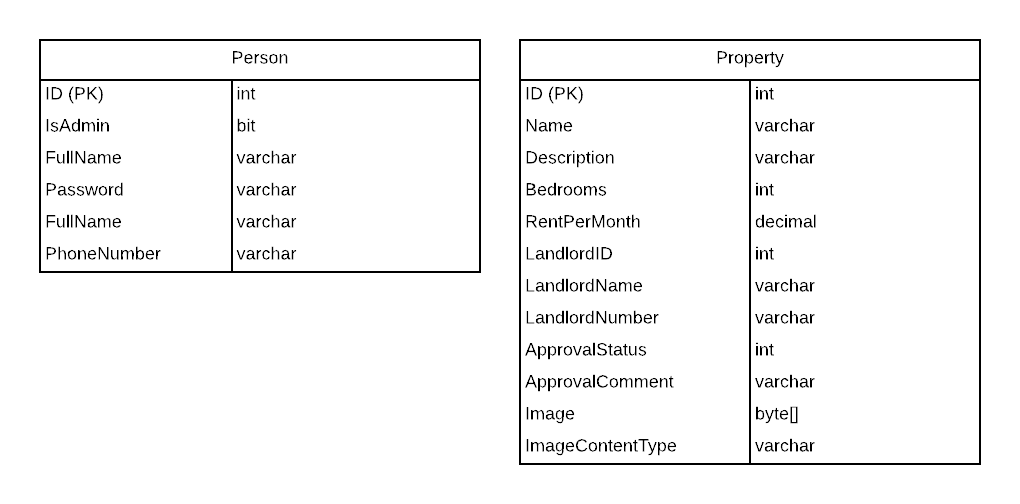 Person
ID (PK) int
IsAdmin bit
FullName varchar
Password varchar
FullName varchar
PhoneNumber varchar
Property
ID (PK) int
Name varchar
Description varchar
Bedrooms int
RentPerMonth decimal
LandlordID int
LandlordName varchar
LandlordNumber varchar
ApprovalStatus int
ApprovalComment varchar
Image byte[]
ImageContentType varchar